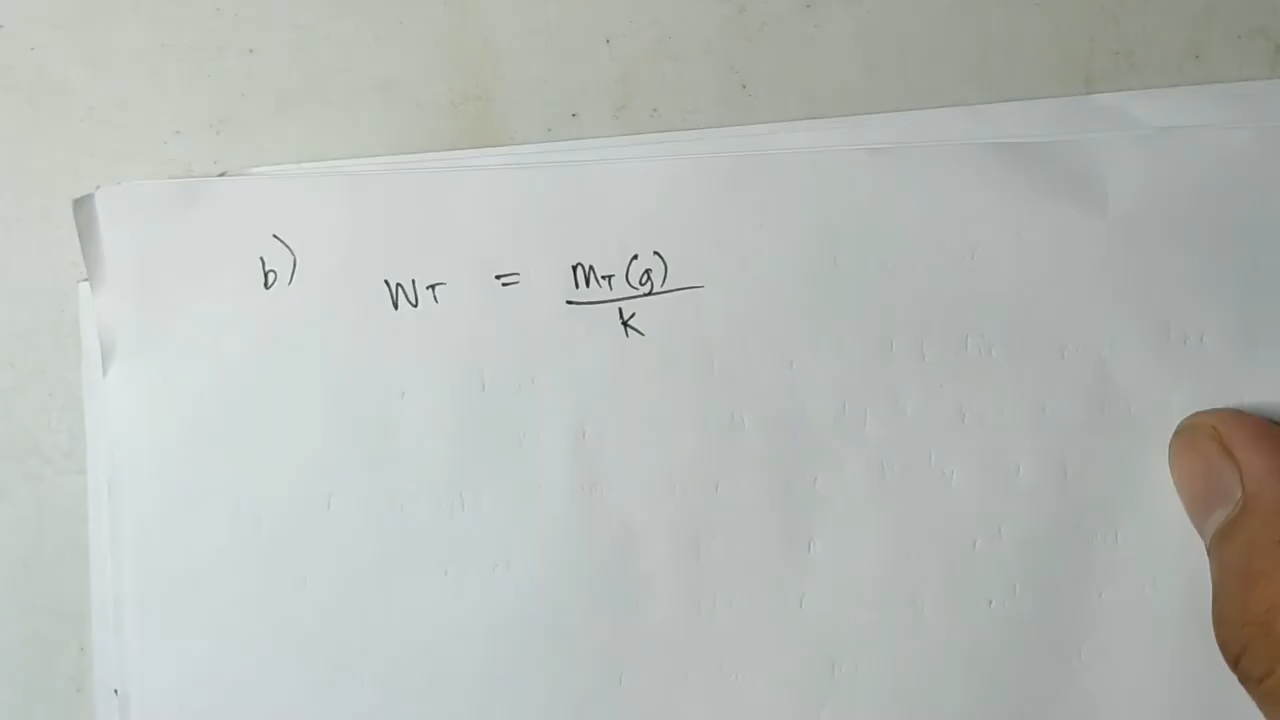 b) WT = mT(g)
k